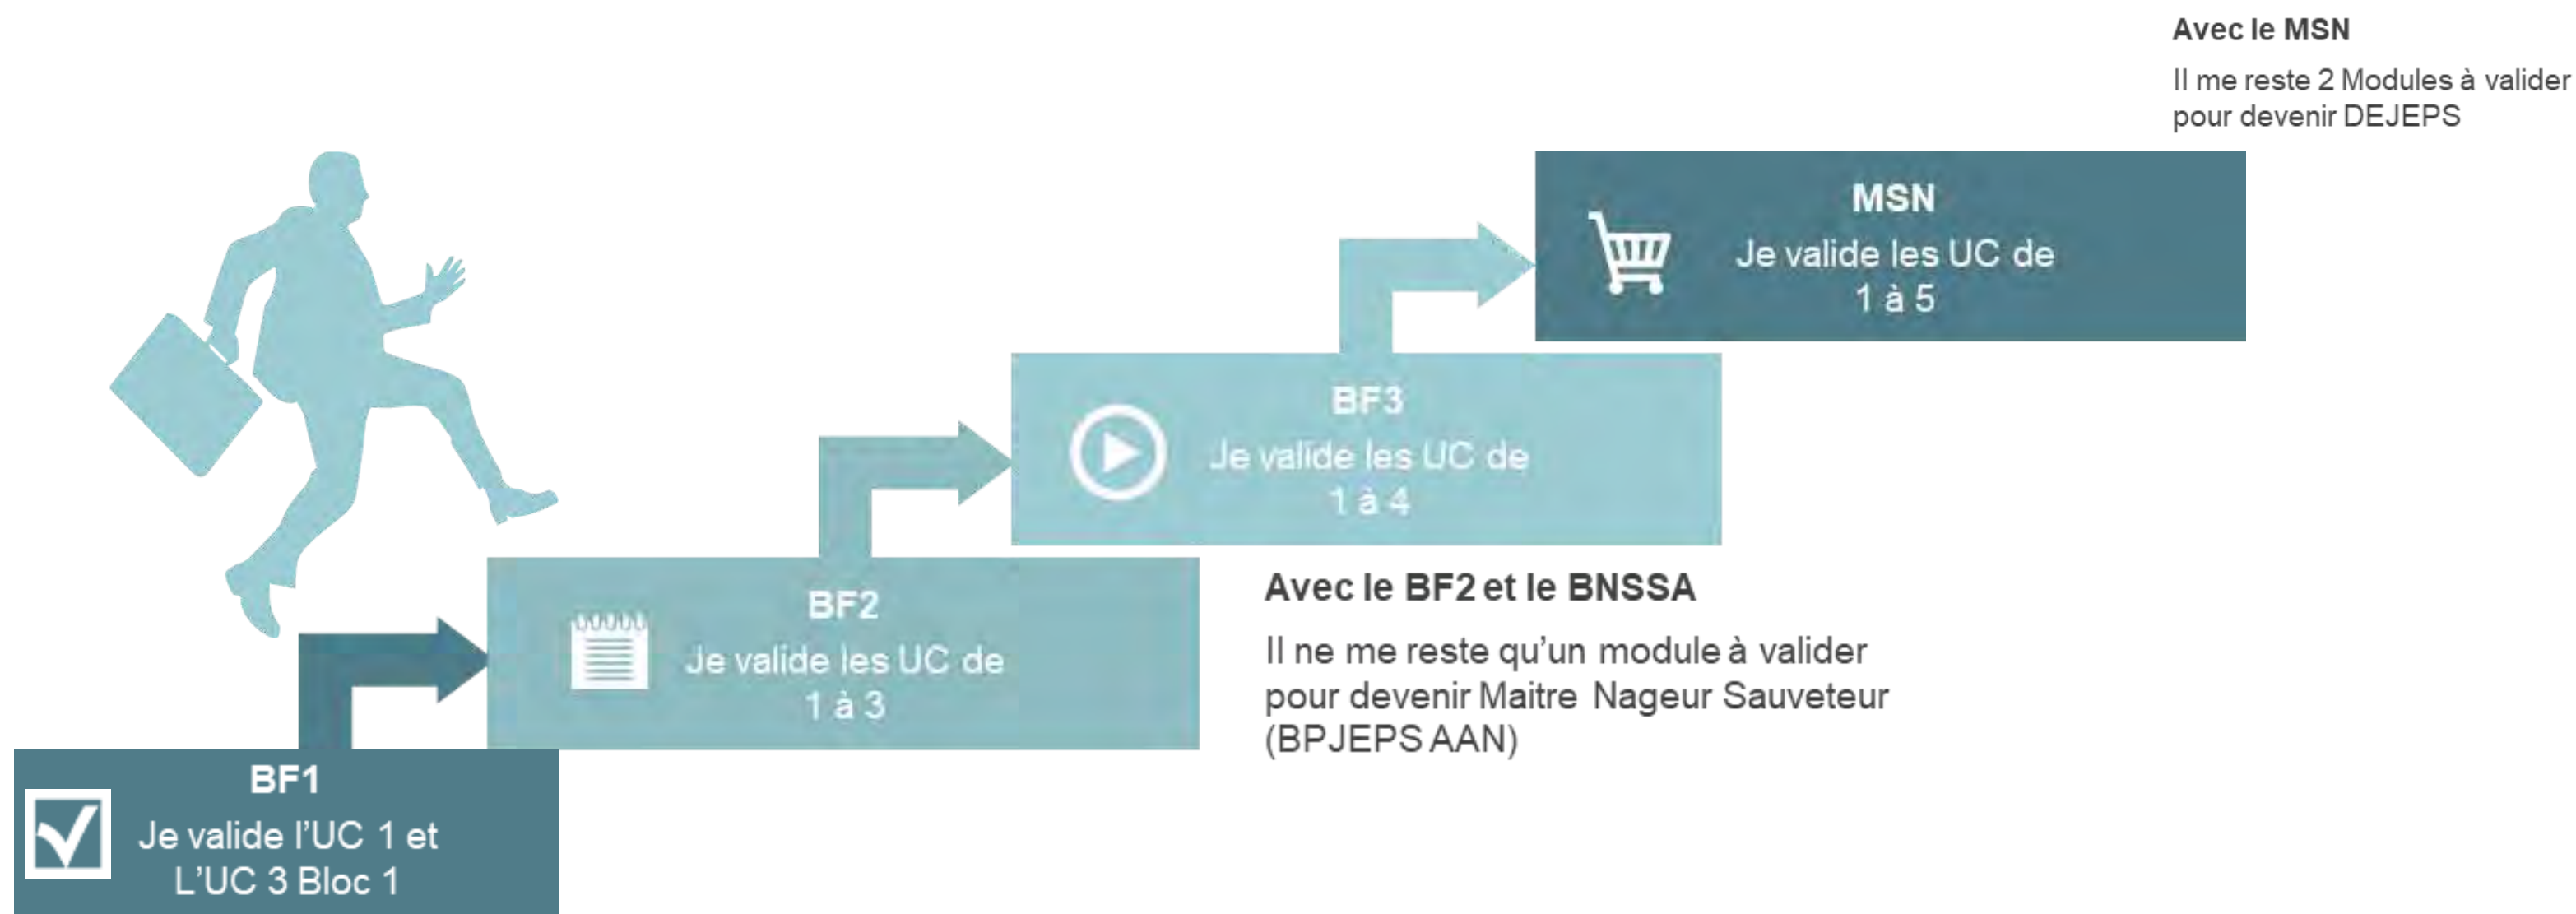 Avec le MSN
Il me reste 2 Modules à valider
pour devenir DEJEPS
MSN
Je valide les UC de
1 à 5
BF3
Je valide les UC de
1 à 4
Avec le BF2 et le BNSSA
Il ne me reste qu’un module à valider
pour devenir Maitre Nageur Sauveteur
(BPJEPS AAN)
BF2
Je valide les UC de
1 à 3
BF1
Je valide l’UC 1 et
L’UC 3 Bloc 1